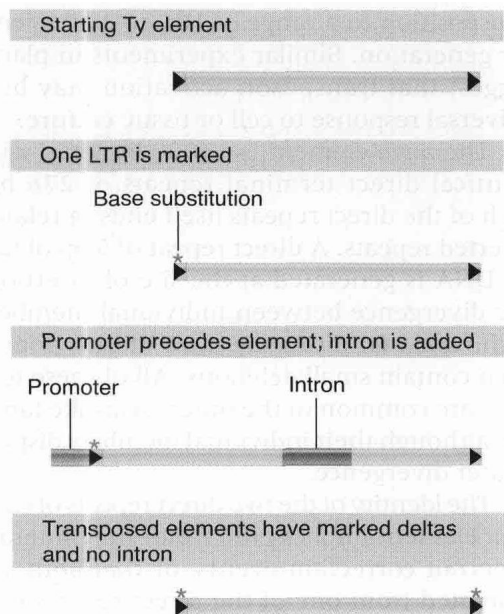 Starting Ty element
One LTR is marked
Base substitution
*
Promoter precedes element; intron is added
Promoter
Intron
*
Transposed elements have marked deltas
and no intron
*
*